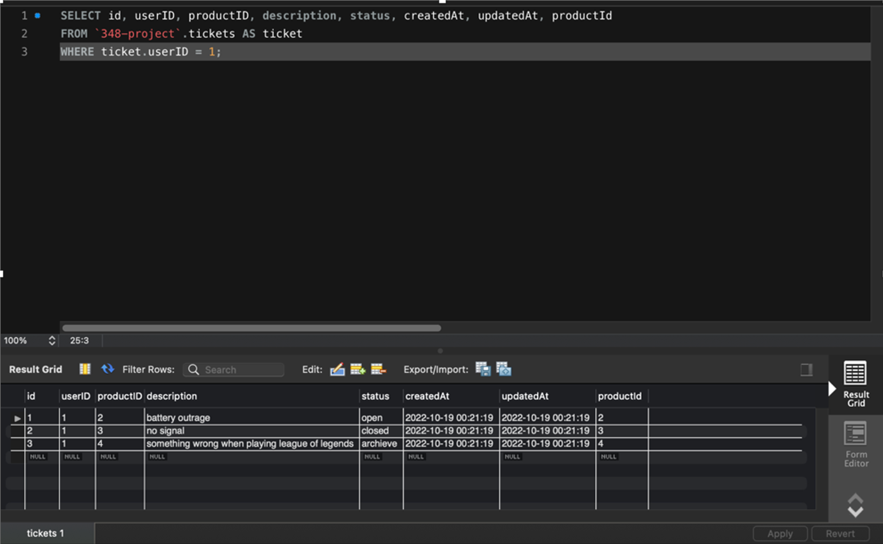 1 SELECT id, userID, productID, description, status, createdAt, updatedAt, productId
2 FROM `348-project`.tickets AS ticket
3 WHERE ticket.userID = 1;
100% 25:3
Result Grid Filter Rows: Search Edit: Export/Import:
id userID productID description status createdAt updatedAt productId
1 1 2 battery outrage open 2022-10-19 00:21:19 2022-10-19 00:21:19 2
2 1 3 no signal closed 2022-10-19 00:21:19 2022-10-19 00:21:19 3
3 1 4 something wrong when playing league of legends archieve 2022-10-19 00:21:19 2022-10-19 00:21:19 4
NULL NULL NULL NULL NULL NULL NULL NULL
Result
Grid
Form
Editor
tickets 1 Apply Revert